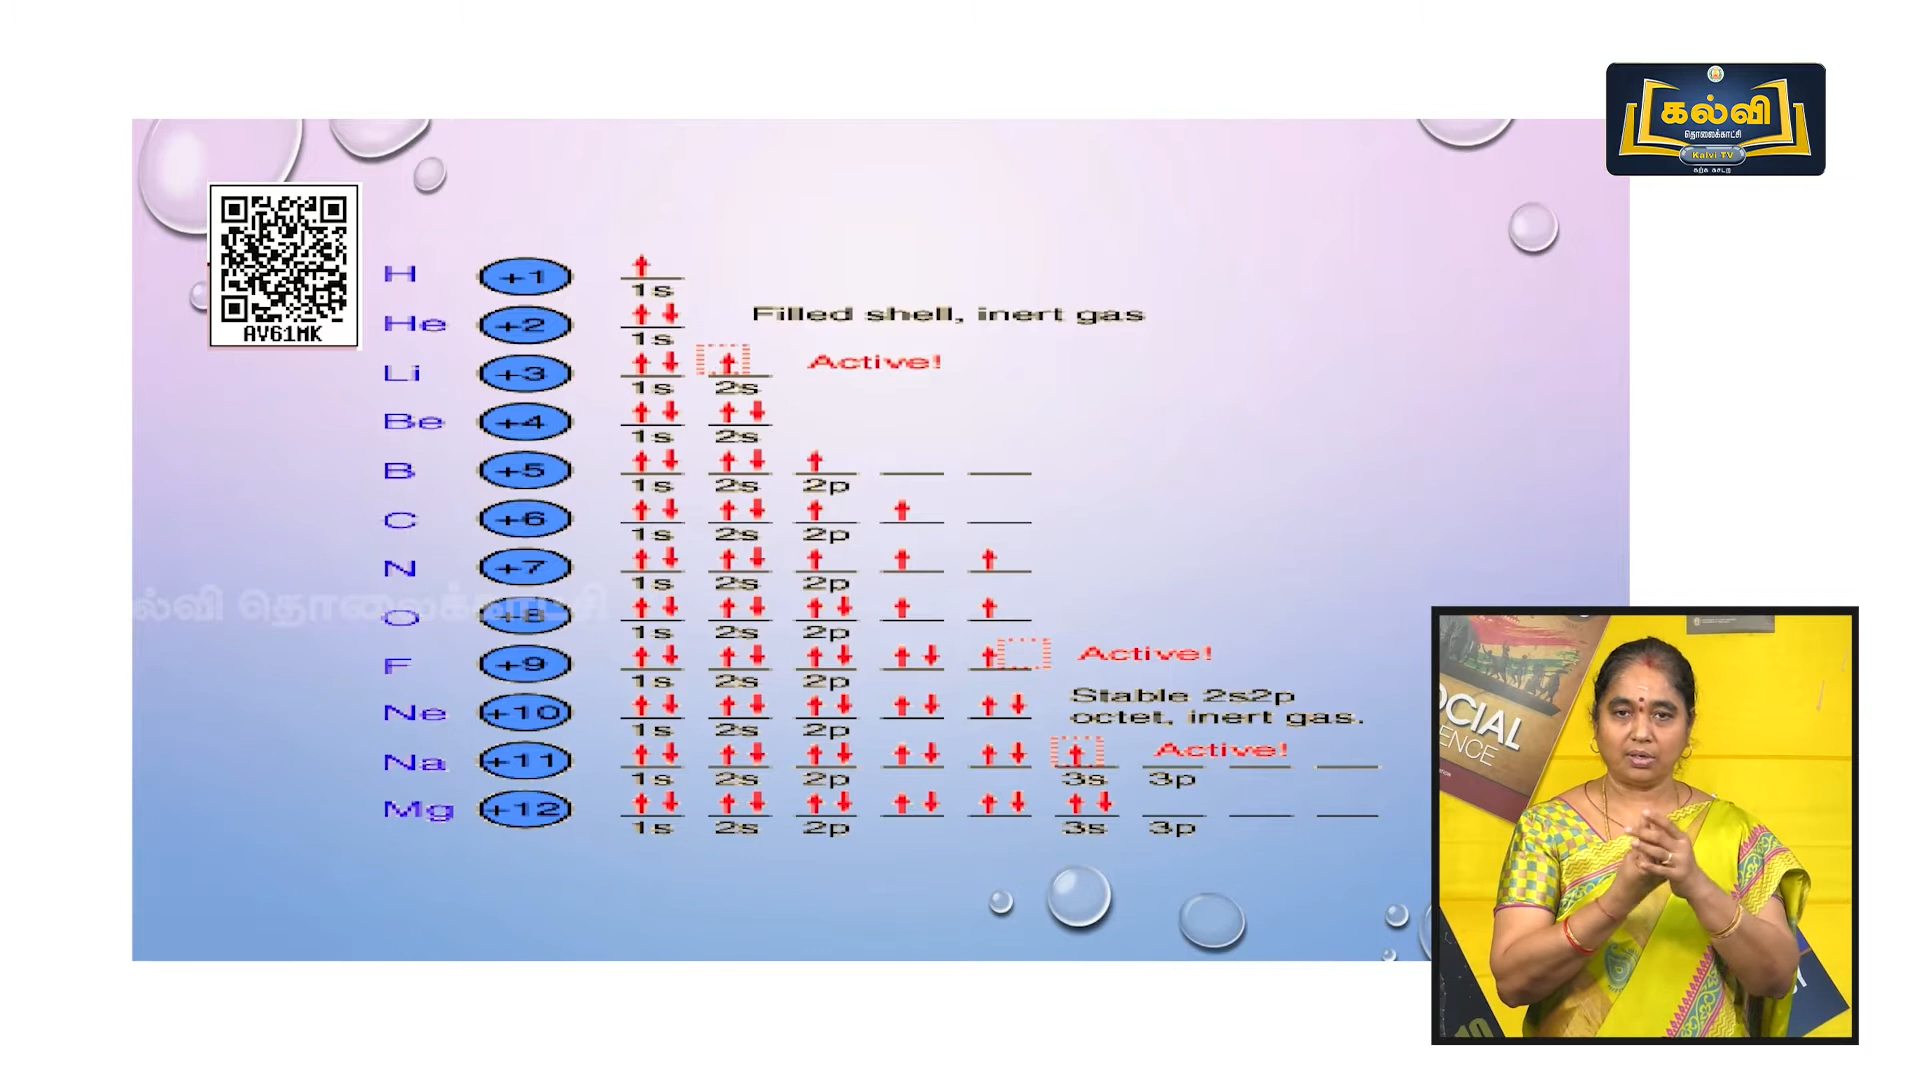 கல்வி
தொலைக்காட்சி
Kalvi TV
AV61MK
H +1 1s
He +2 1s Filled shell, inert gas
Li +3 1s 2s Active!
Be +4 1s 2s
B +5 1s 2s 2p
C +6 1s 2s 2p
N +7 1s 2s 2p
ல்வி தொலைக்காட்சி
O +8 1s 2s 2p
F +9 1s 2s 2p Active!
Ne +10 1s 2s 2p Stable 2s2p
octet, inert gas.
Na +11 1s 2s 2p 3s 3p Active!
Mg +12 1s 2s 2p 3s 3p
OCIAL
ENCE
10